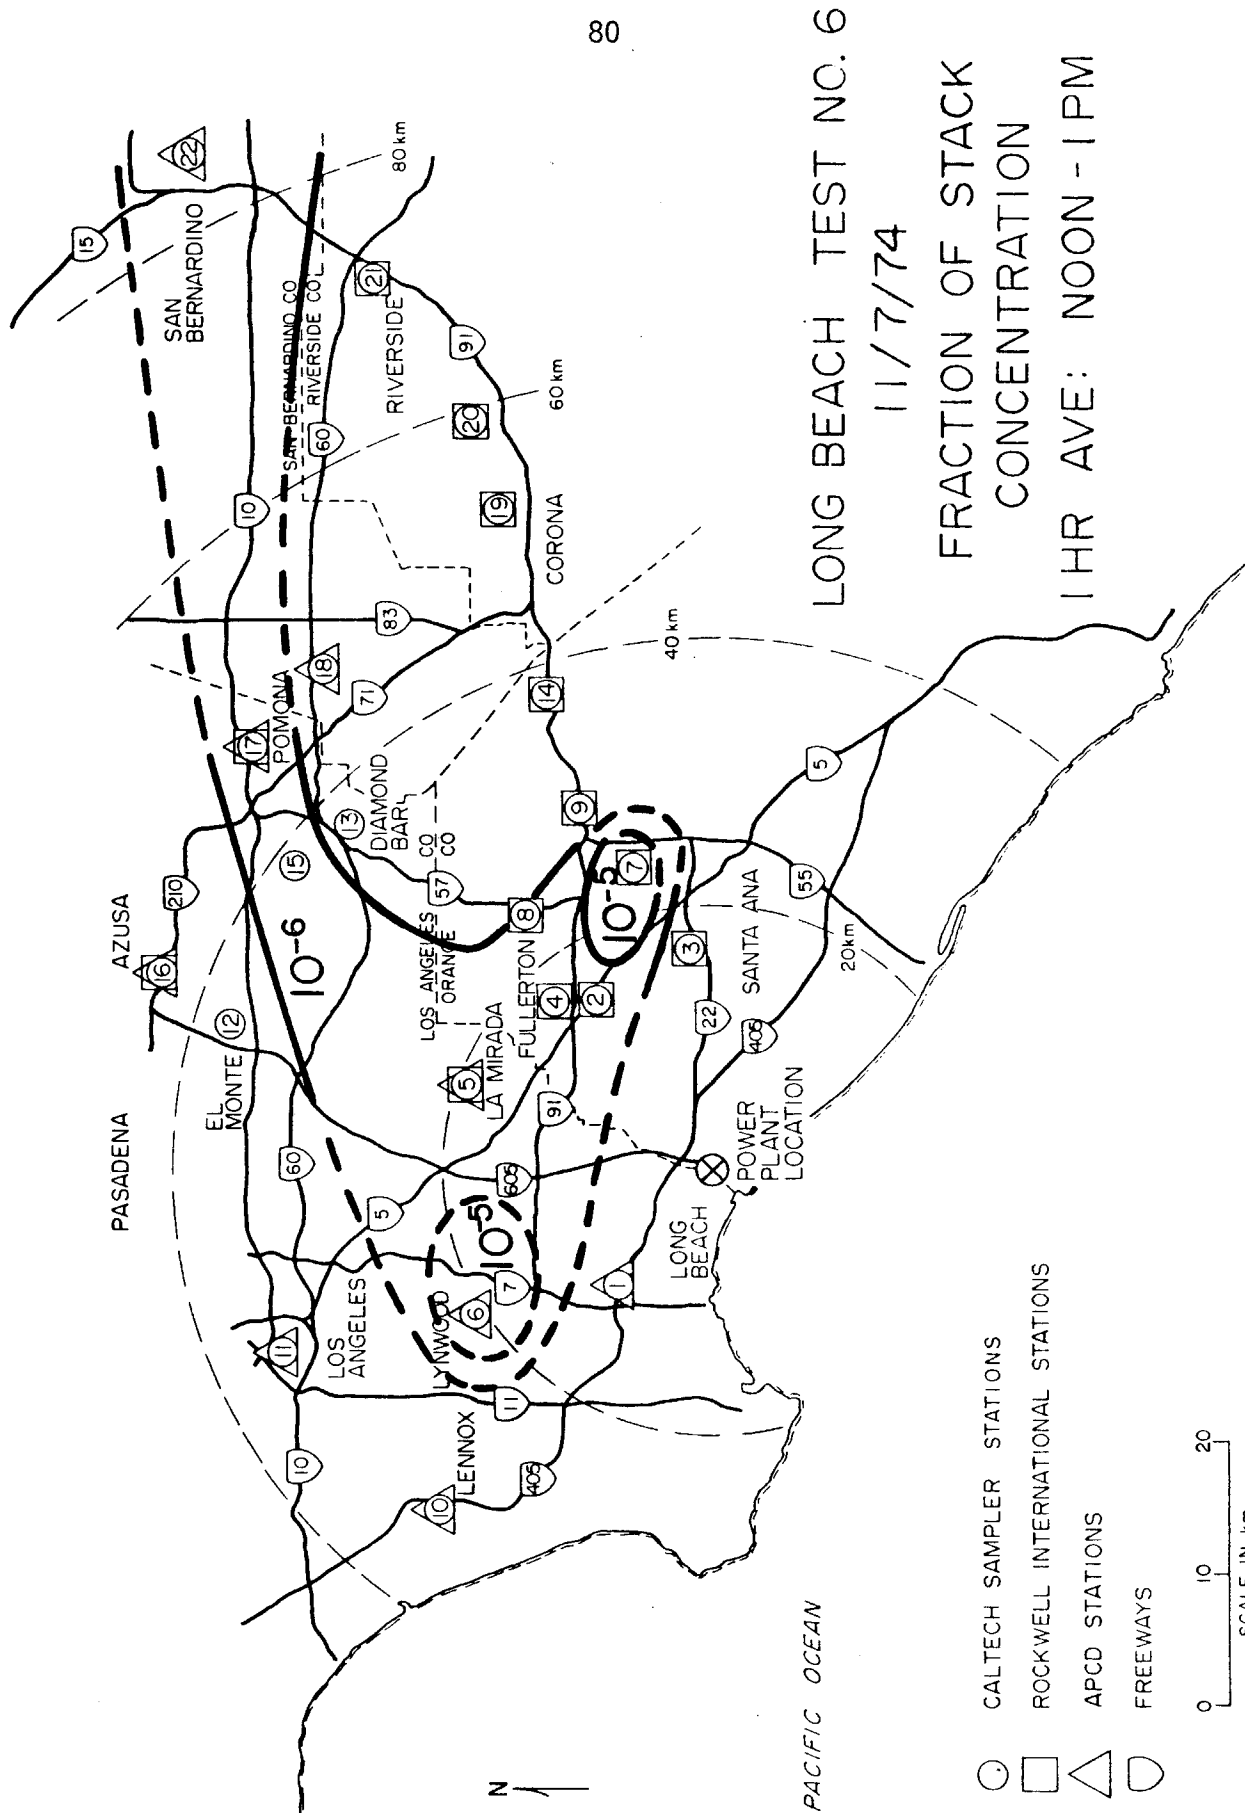 80
PASADENA
AZUSA
EL
MONTE
SAN
BERNARDINO
LOS
ANGELES
LYNWOOD
LENNOX
POMONA
SAN BERNARDINO CO
RIVERSIDE CO.
DIAMOND
BAR
LOS ANGELES CO
ORANGE CO
LA MIRADA
FULLERTON
RIVERSIDE
CORONA
SANTA ANA
LONG
BEACH
POWER
PLANT
LOCATION
PACIFIC OCEAN
N
10-6
10-5
10-5
20km
40 km
60 km
80 km
1
2
3
4
5
6
7
8
9
10
11
12
13
14
15
16
17
18
19
20
21
22
15
10
60
91
83
71
57
210
5
55
22
405
91
605
60
5
7
11
10
405
LONG BEACH TEST NO. 6
11/7/74
FRACTION OF STACK
CONCENTRATION
1 HR AVE: NOON - 1 PM
CALTECH SAMPLER STATIONS
ROCKWELL INTERNATIONAL STATIONS
APCD STATIONS
FREEWAYS
0 10 20
SCALE IN km